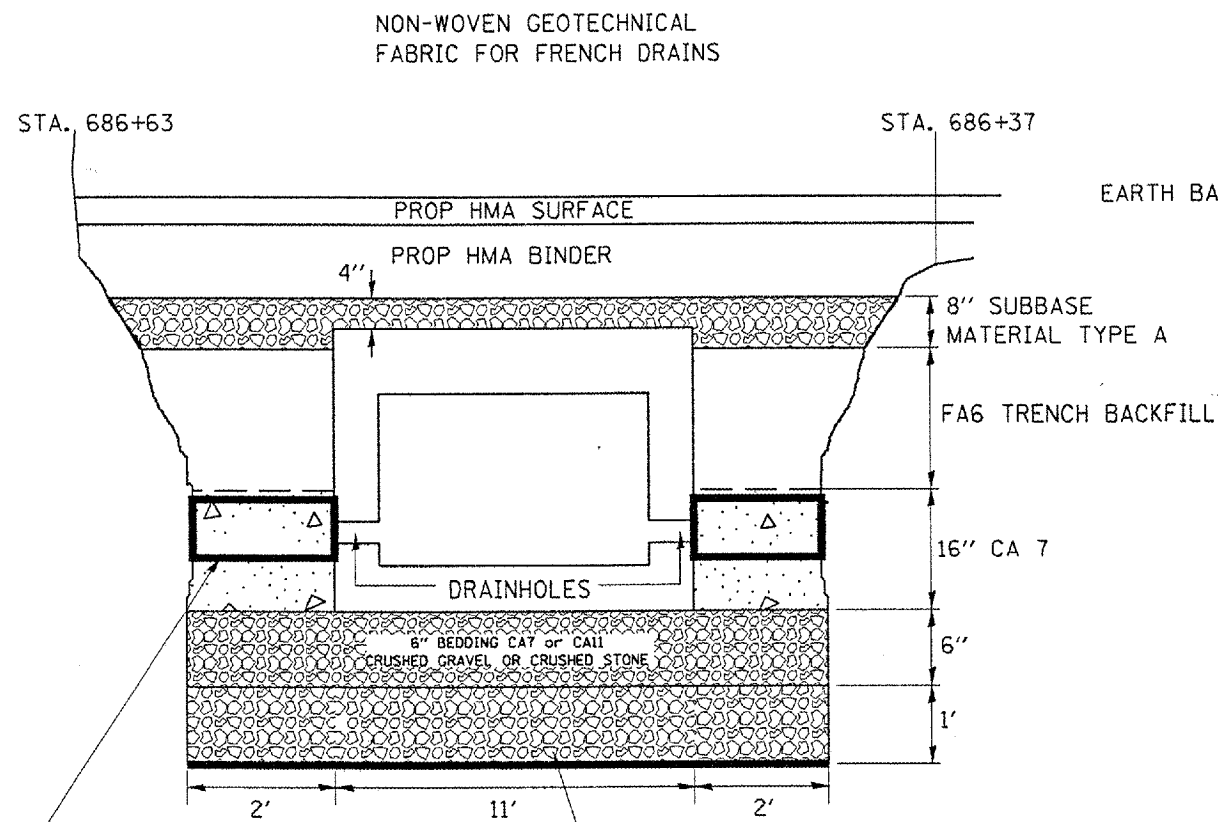 NON-WOVEN GEOTECHNICAL
FABRIC FOR FRENCH DRAINS
STA. 686+63
STA. 686+37
EARTH BA
PROP HMA SURFACE
PROP HMA BINDER
4''
8'' SUBBASE
MATERIAL TYPE A
FA6 TRENCH BACKFILL
16'' CA 7
DRAINHOLES
6'' BEDDING CA7 or CA11
CRUSHED GRAVEL OR CRUSHED STONE
6''
1'
2'
11'
2'